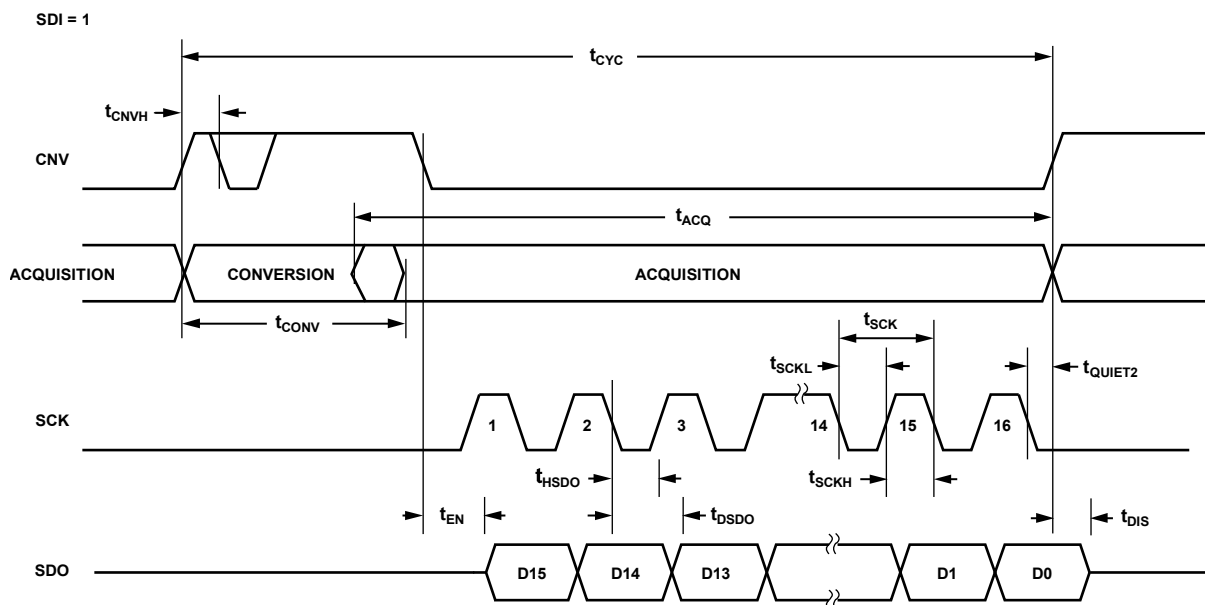 SDI = 1
tCYC
tCNVH
CNV
tACQ
ACQUISITION CONVERSION ACQUISITION
tCONV
tSCK
tSCKL tQUIET2
SCK 1 2 3 14 15 16
tHSDO tSCKH
tEN tDSDO tDIS
SDO D15 D14 D13 D1 D0